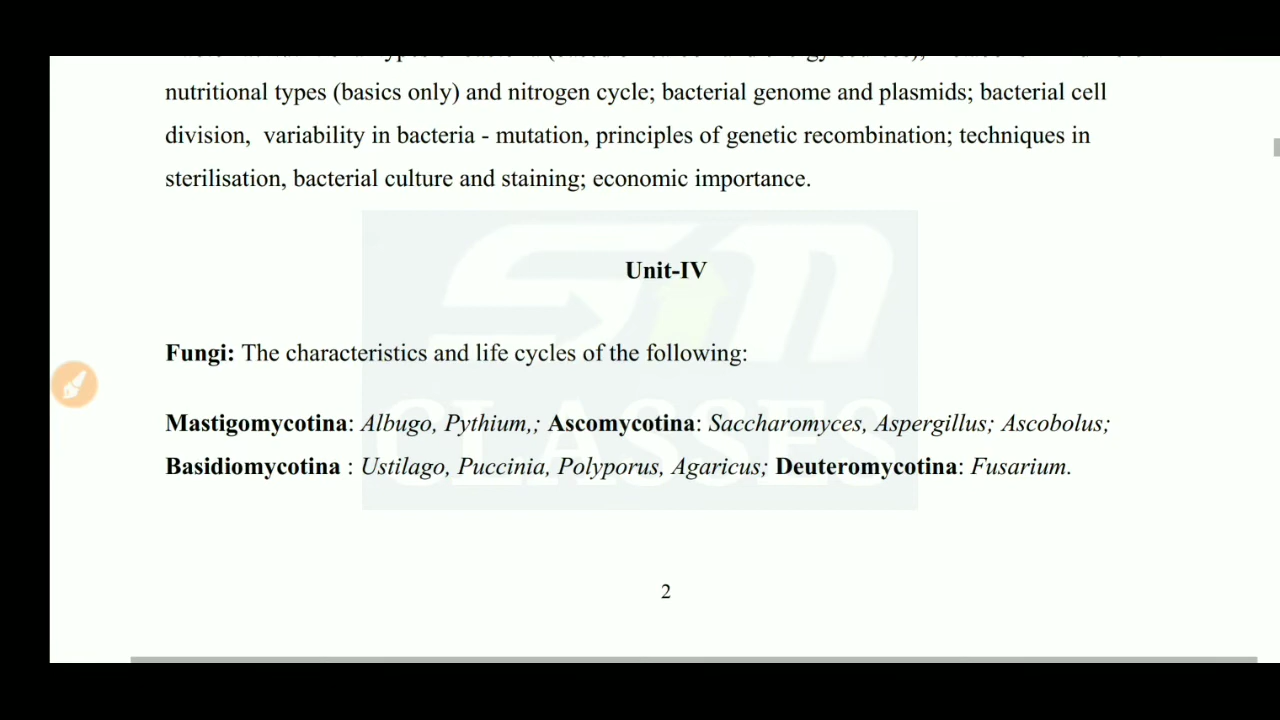 nutritional types (basics only) and nitrogen cycle; bacterial genome and plasmids; bacterial cell
division, variability in bacteria - mutation, principles of genetic recombination; techniques in
sterilisation, bacterial culture and staining; economic importance.
Unit-IV
Fungi: The characteristics and life cycles of the following:
Mastigomycotina: Albugo, Pythium,; Ascomycotina: Saccharomyces, Aspergillus; Ascobolus;
Basidiomycotina : Ustilago, Puccinia, Polyporus, Agaricus; Deuteromycotina: Fusarium.
CLASSES
2